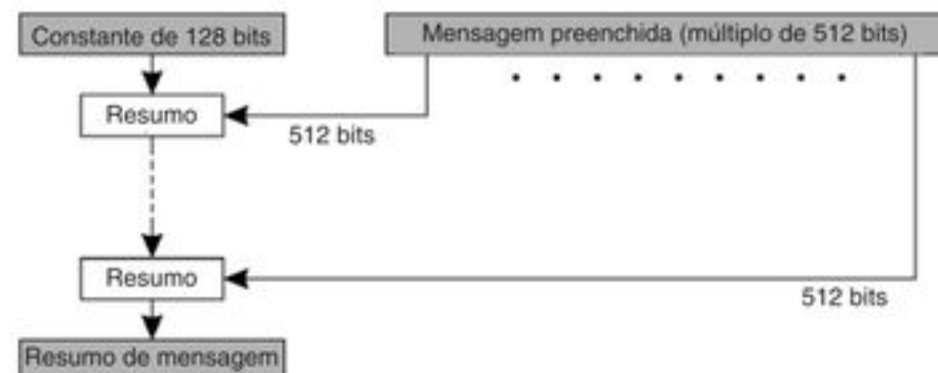 Constante de 128 bits
Mensagem preenchida (múltiplo de 512 bits)
Resumo
512 bits
Resumo
512 bits
Resumo de mensagem